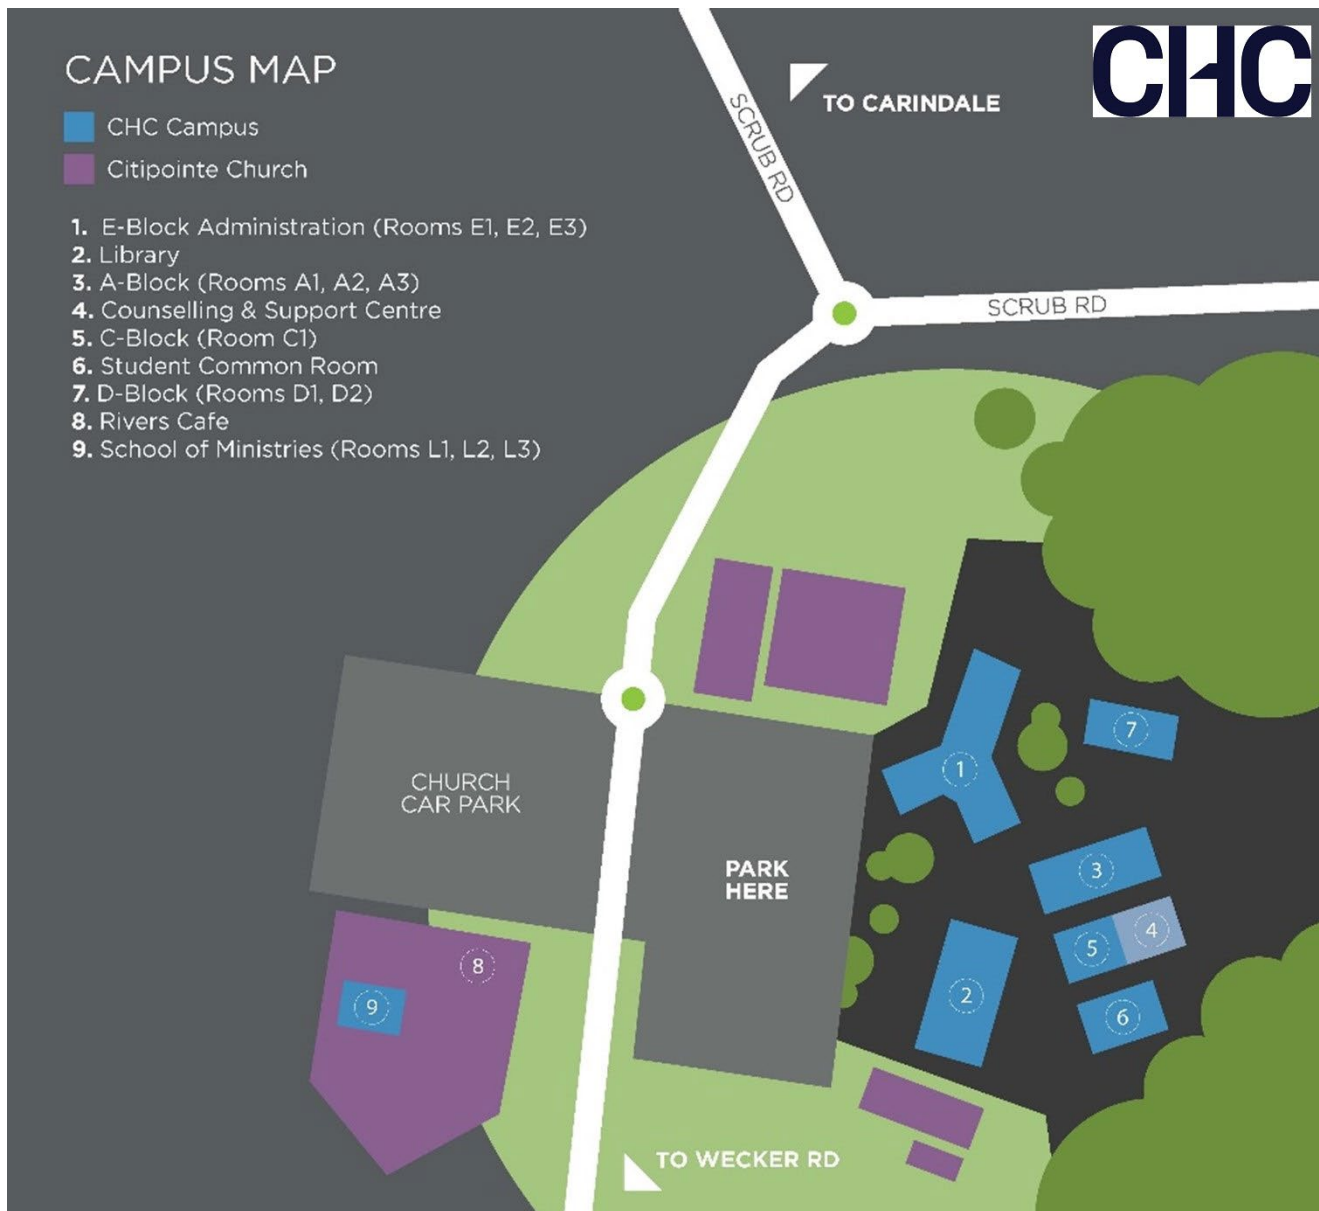 CAMPUS MAP
CHC
CHC Campus
Citipointe Church
TO CARINDALE
SCRUB RD
1. E-Block Administration (Rooms E1, E2, E3)
2. Library
3. A-Block (Rooms A1, A2, A3)
4. Counselling & Support Centre
5. C-Block (Room C1)
6. Student Common Room
7. D-Block (Rooms D1, D2)
8. Rivers Cafe
9. School of Ministries (Rooms L1, L2, L3)
SCRUB RD
CHURCH
CAR PARK
PARK
HERE
1
7
3
4
5
2
6
8
9
TO WECKER RD